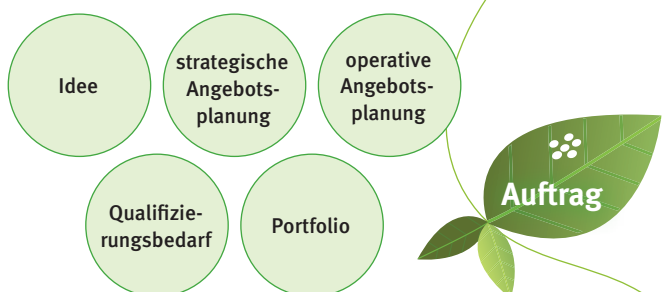 Idee
strategische
Angebots-
planung
operative
Angebots-
planung
Auftrag
Qualifizie-
rungsbedarf
Portfolio